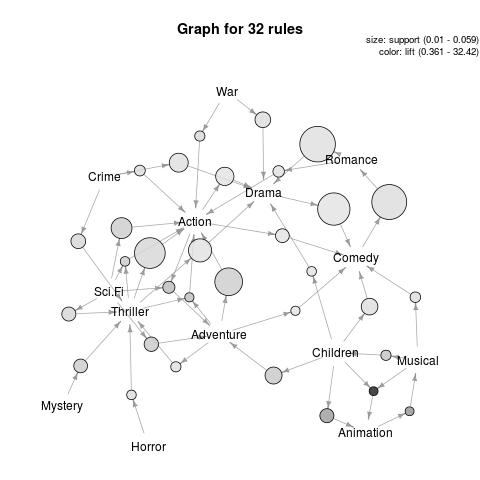 Graph for 32 rules
size: support (0.01 - 0.059)
color: lift (0.361 - 32.42)
War
Romance
Crime
Drama
Action
Comedy
Sci.Fi
Thriller
Adventure
Children
Musical
Mystery
Animation
Horror